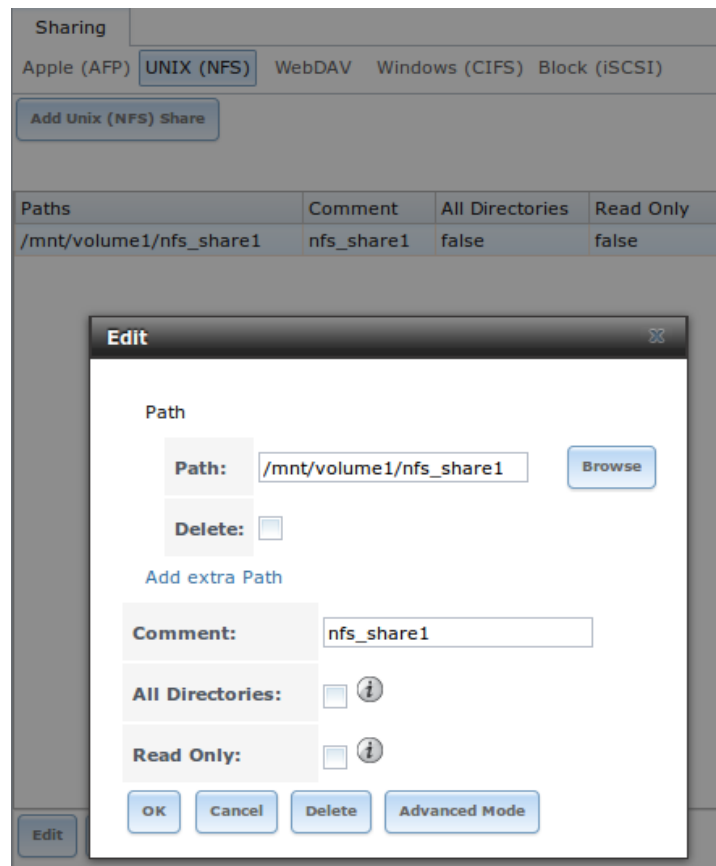 Sharing
Apple (AFP) UNIX (NFS) WebDAV Windows (CIFS) Block (iSCSI)
Add Unix (NFS) Share
Paths Comment All Directories Read Only
/mnt/volume1/nfs_share1 nfs_share1 false false
Edit
Path
Path: /mnt/volume1/nfs_share1 Browse
Delete:
Add extra Path
Comment: nfs_share1
All Directories: i
Read Only: i
OK Cancel Delete Advanced Mode
Edit